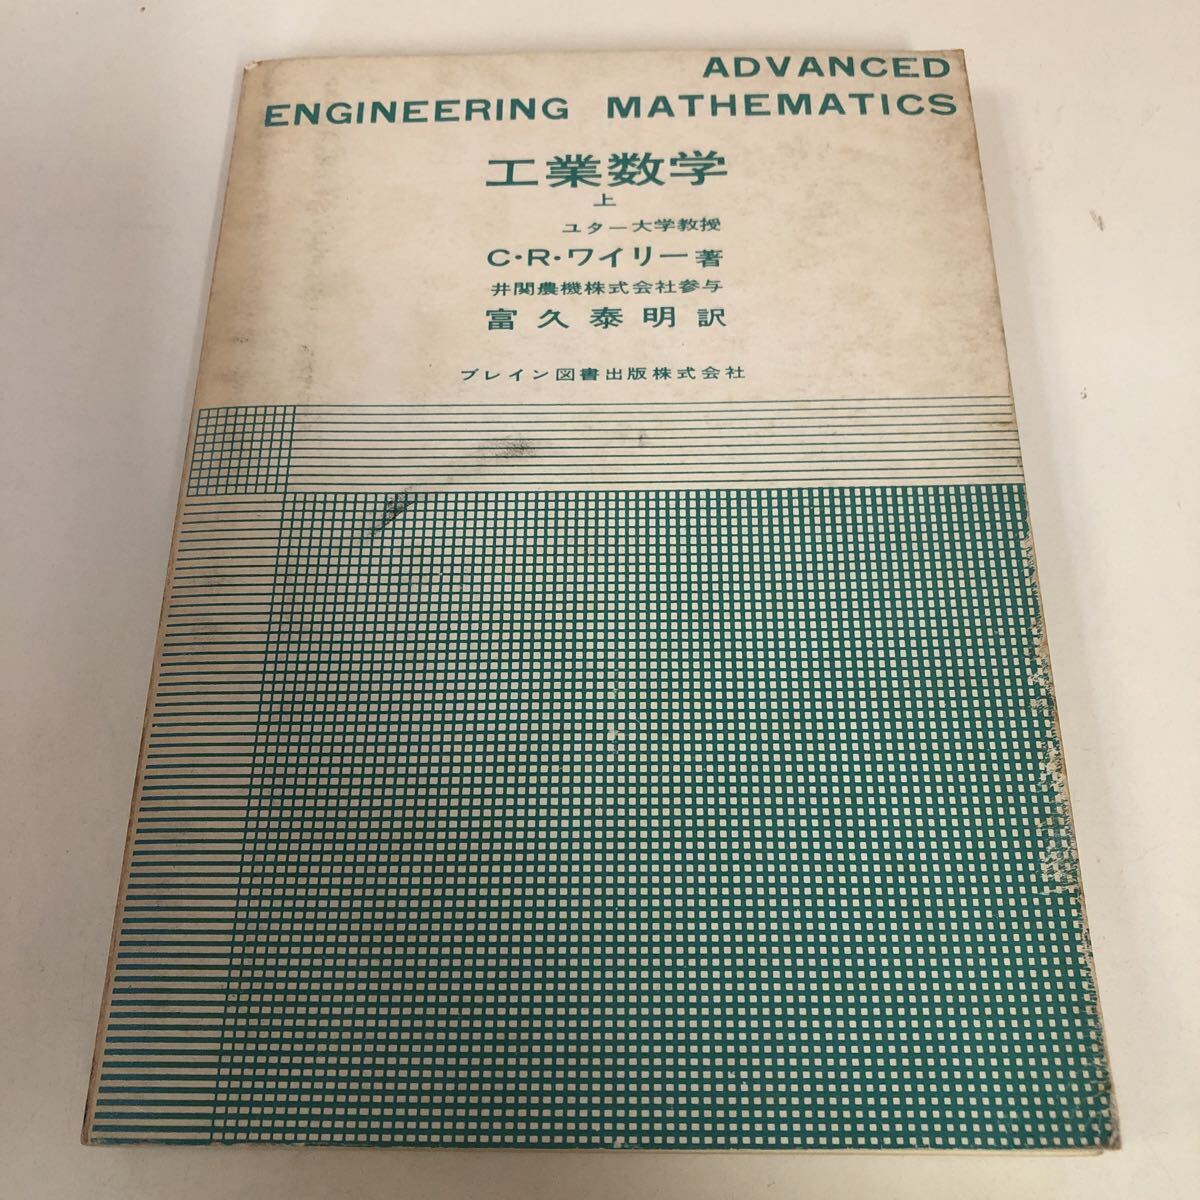 ADVANCED
ENGINEERING MATHEMATICS
工業数学
上
ユター大学教授
C・R・ワイリー著
井関農機株式会社参与
富久泰明訳
ブレイン図書出版株式会社